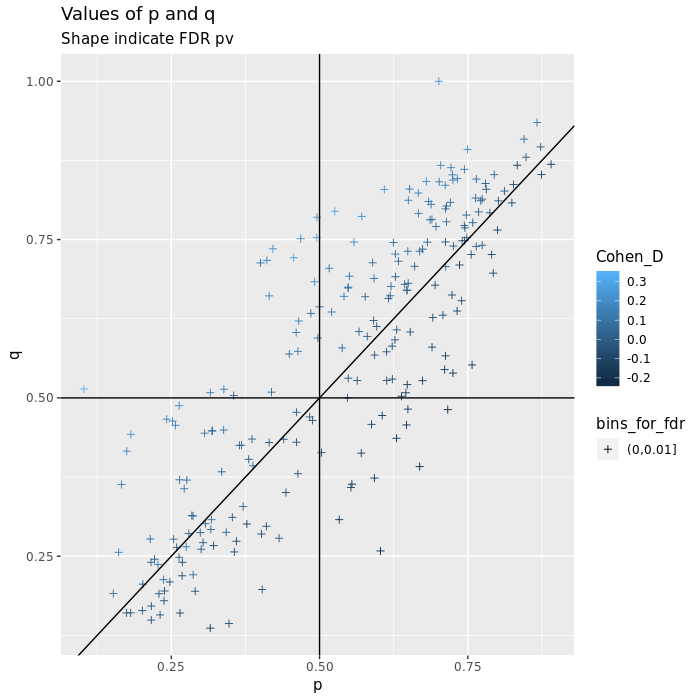 Values of p and q
Shape indicate FDR pv
1.00
0.75
0.50
0.25
q
0.25
0.50
0.75
p
Cohen_D
0.3
0.2
0.1
0.0
-0.1
-0.2
bins_for_fdr
(0,0.01]